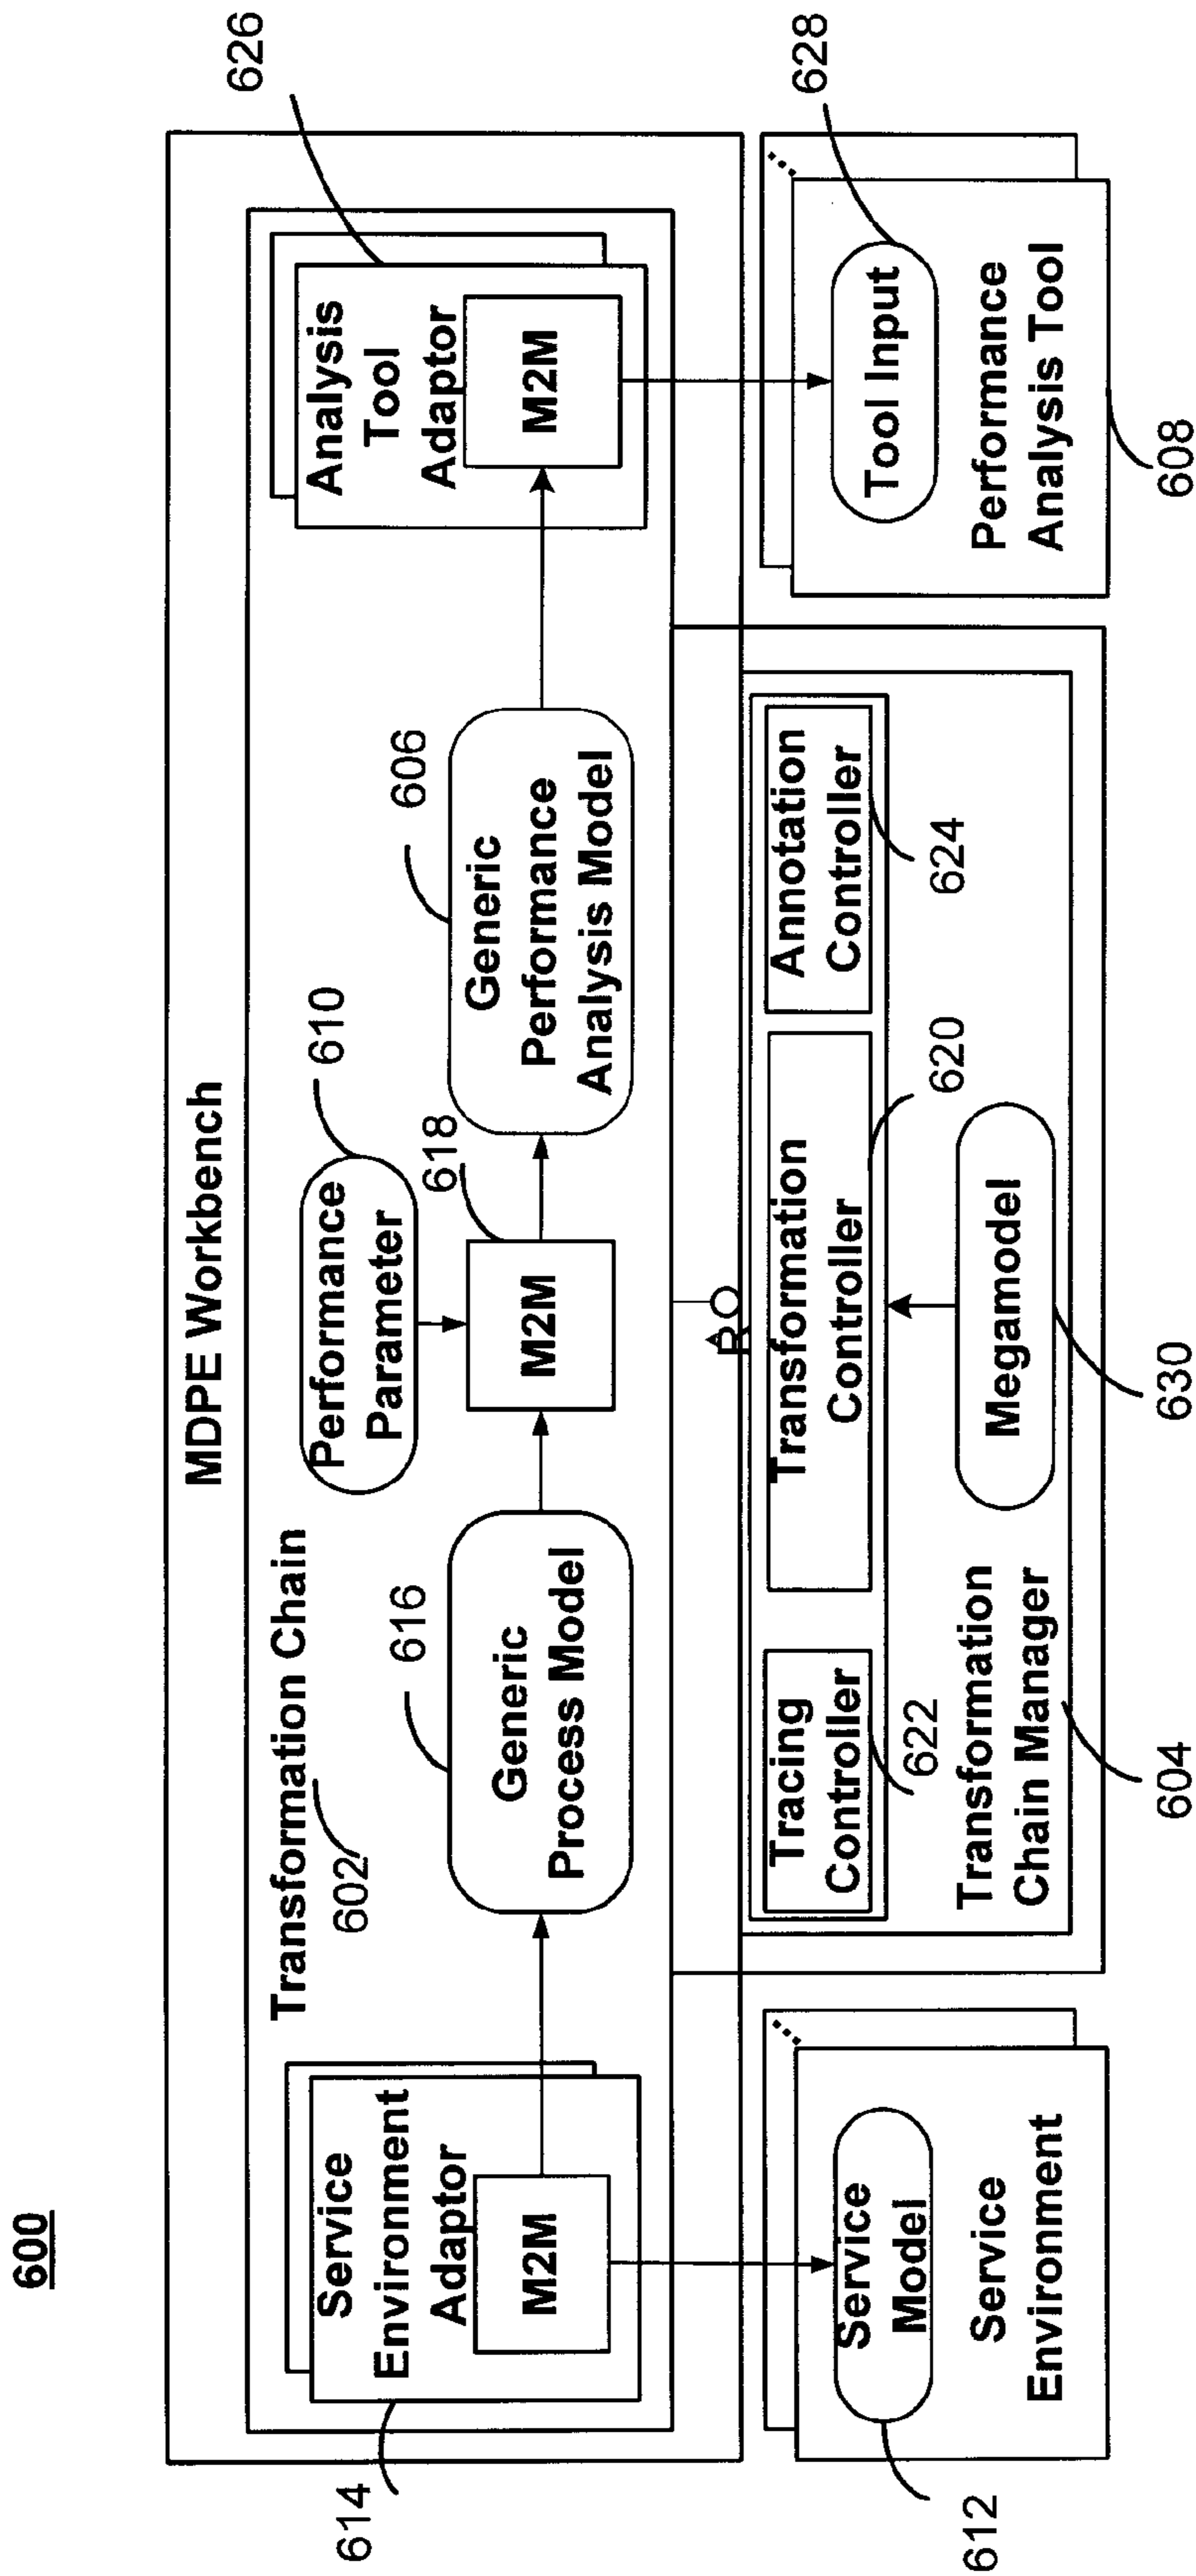 600
MDPE Workbench
Transformation Chain
602
614
Service
Environment
Adaptor
M2M
616
Generic
Process Model
610
Performance
Parameter
618
M2M
606
Generic
Performance
Analysis Model
626
Analysis
Tool
Adaptor
M2M
R
612
Service
Model
Service
Environment
Tracing
Controller
622
Transformation
Controller
620
Annotation
Controller
624
Transformation
Chain Manager
604
Megamodel
630
628
Tool Input
Performance
Analysis Tool
608